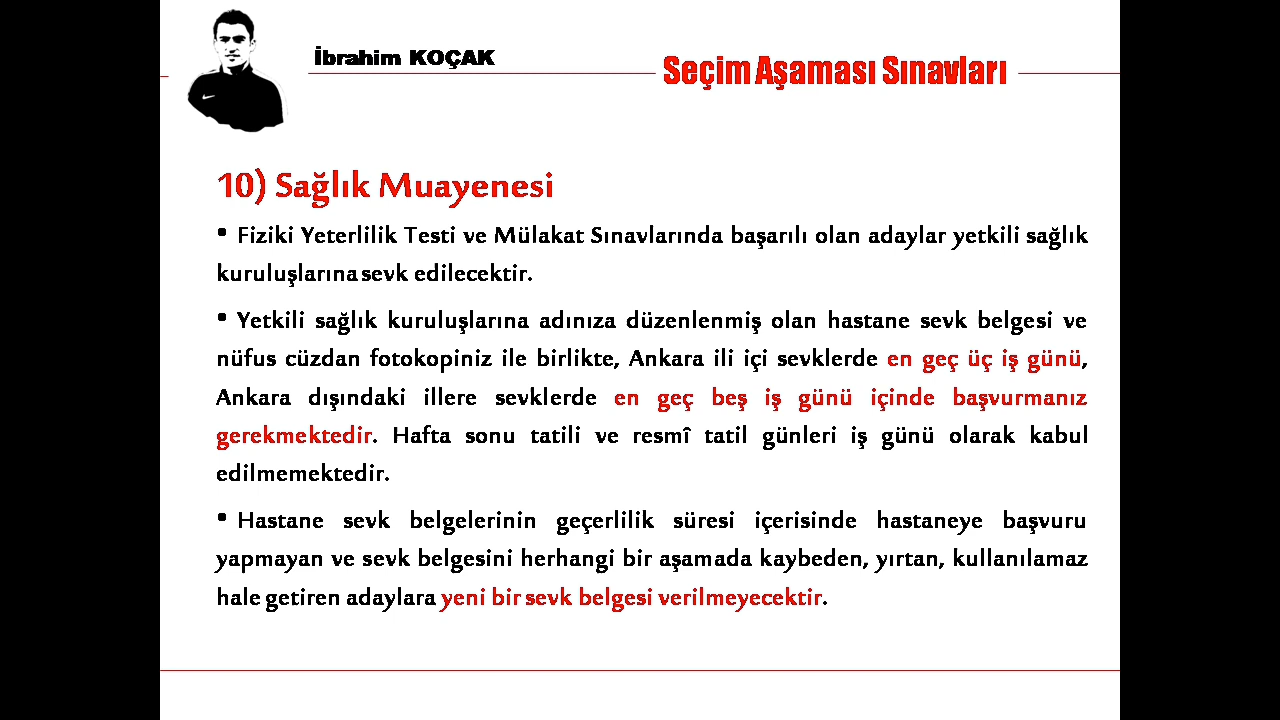 İbrahim KOÇAK
Seçim Aşaması Sınavları
10) Sağlık Muayenesi
• Fiziki Yeterlilik Testi ve Mülakat Sınavlarında başarılı olan adaylar yetkili sağlık
kuruluşlarına sevk edilecektir.
• Yetkili sağlık kuruluşlarına adınıza düzenlenmiş olan hastane sevk belgesi ve
nüfus cüzdan fotokopiniz ile birlikte, Ankara ili içi sevklerde en geç üç iş günü,
Ankara dışındaki illere sevklerde en geç beş iş günü içinde başvurmanız
gerekmektedir. Hafta sonu tatili ve resmî tatil günleri iş günü olarak kabul
edilmemektedir.
• Hastane sevk belgelerinin geçerlilik süresi içerisinde hastaneye başvuru
yapmayan ve sevk belgesini herhangi bir aşamada kaybeden, yırtan, kullanılamaz
hale getiren adaylara yeni bir sevk belgesi verilmeyecektir.